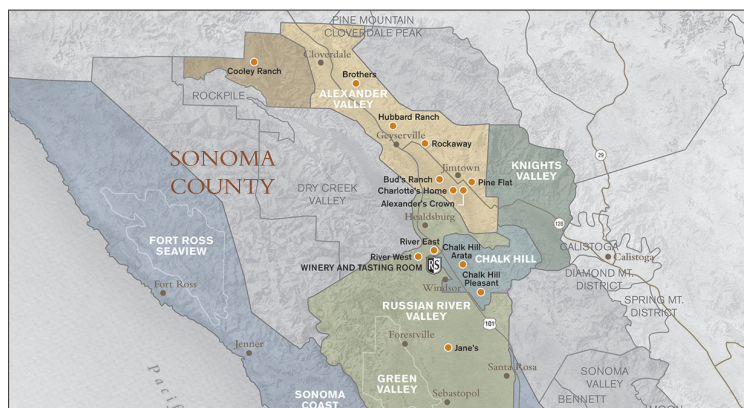 PINE MOUNTAIN
CLOVERDALE PEAK
Cloverdale
Cooley Ranch
Brothers
ROCKPILE
ALEXANDER
VALLEY
Hubbard Ranch
Geyserville
Rockaway
SONOMA
COUNTY
29
KNIGHTS
VALLEY
Jimtown
Bud's Ranch
Pine Flat
Charlotte's Home
DRY CREEK
VALLEY
Alexander's Crown
Healdsburg
128
FORT ROSS
SEAVIEW
River East
Chalk Hill
Arata
CALISTOGA
Calistoga
River West
CHALK HILL
WINERY AND TASTING ROOM
RS
Chalk Hill
Pleasant
DIAMOND MT.
DISTRICT
Fort Ross
Windsor
SPRING MT.
DISTRICT
RUSSIAN RIVER
VALLEY
101
Forestville
Jenner
Jane's
Santa Rosa
Pacif
GREEN
VALLEY
SONOMA
VALLEY
SONOMA
COAST
Sebastopol
BENNETT
MOON